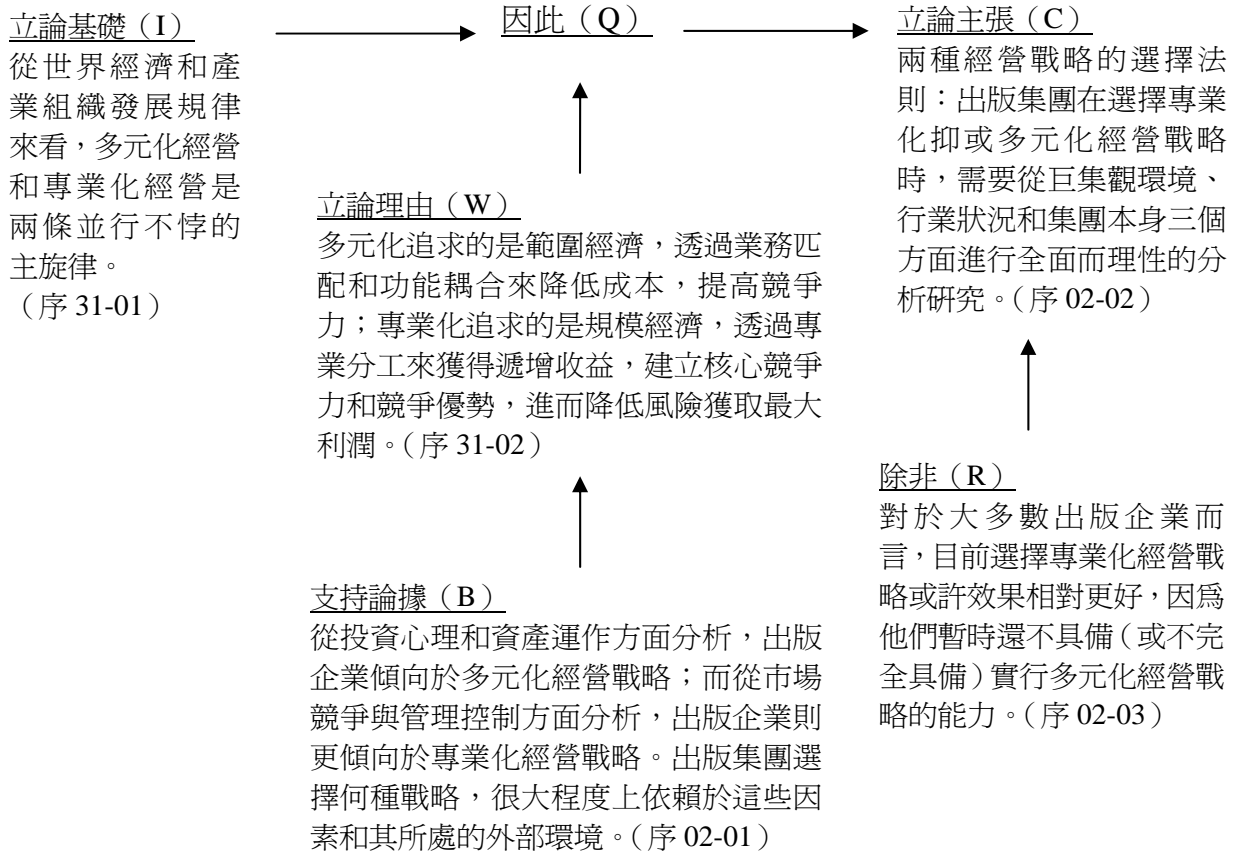 立論基礎（I）
從世界經濟和產
業組織發展規律
來看，多元化經營
和專業化經營是
兩條並行不悖的
主旋律。
（序 31-01）
因此（Q）
立論主張（C）
兩種經營戰略的選擇法
則：出版集團在選擇專業
化抑或多元化經營戰略
時，需要從巨集觀環境、
行業狀況和集團本身三個
方面進行全面而理性的分
析研究。（序 02-02）
立論理由（W）
多元化追求的是範圍經濟，透過業務匹
配和功能耦合來降低成本，提高競爭
力；專業化追求的是規模經濟，透過專
業分工來獲得遞增收益，建立核心競爭
力和競爭優勢，進而降低風險獲取最大
利潤。（序 31-02）
除非（R）
對於大多數出版企業而
言，目前選擇專業化經營戰
略或許效果相對更好，因為
他們暫時還不具備（或不完
全具備）實行多元化經營戰
略的能力。（序 02-03）
支持論據（B）
從投資心理和資產運作方面分析，出版
企業傾向於多元化經營戰略；而從市場
競爭與管理控制方面分析，出版企業則
更傾向於專業化經營戰略。出版集團選
擇何種戰略，很大程度上依賴於這些因
素和其所處的外部環境。（序 02-01）